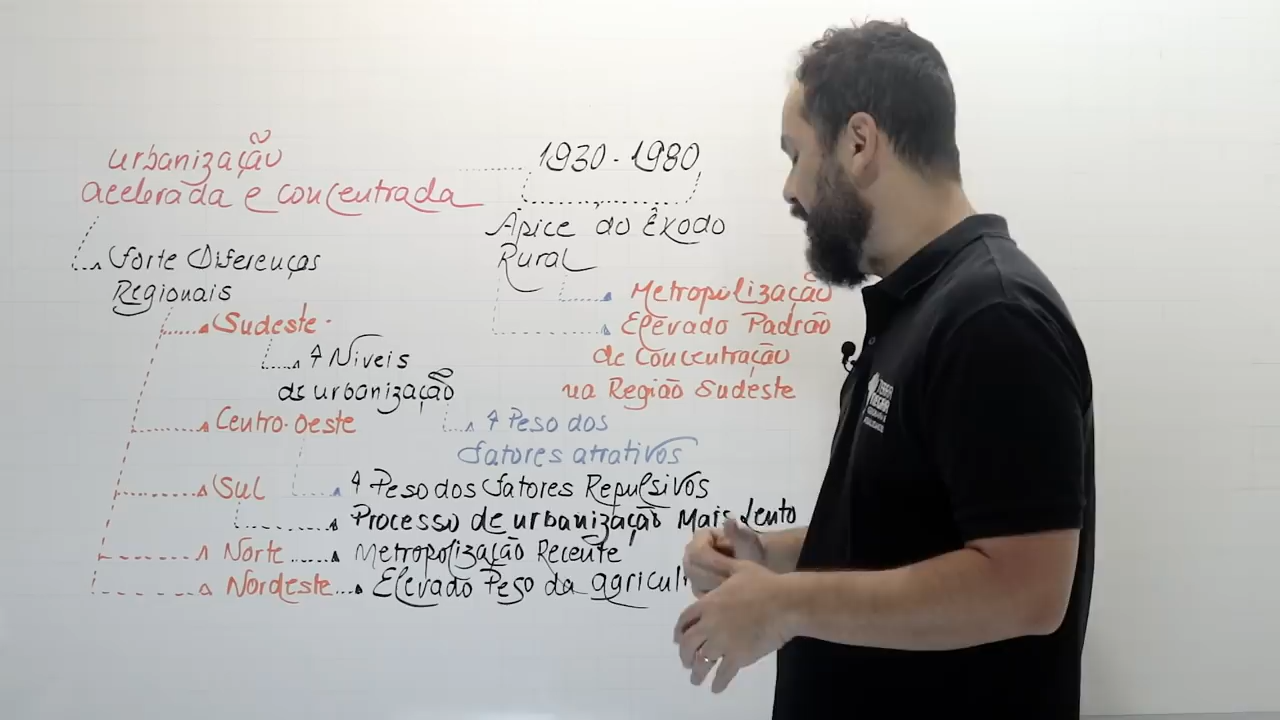 urbanização
acelerada e concentrada
1930 - 1980
Ápice do Êxodo
Rural
Metropolização
Elevado Padrão
de Concentração
na Região Sudeste
Forte Diferenças
Regionais
Sudeste
Níveis
de urbanização
Peso dos
fatores atrativos
Centro-Oeste
Peso dos fatores Repulsivos
Sul
Processo de urbanização Mais Lento
Norte
Metropolização Recente
Nordeste
Elevado Peso da
TERRA
NEGRA